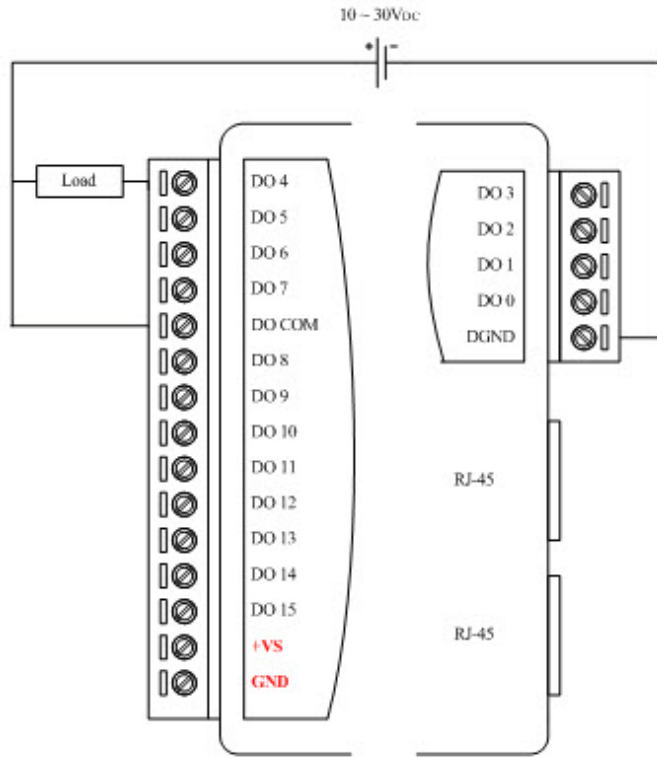 10 ~ 30VDC
+ -
Load
DO 4
DO 5
DO 6
DO 7
DO COM
DO 8
DO 9
DO 10
DO 11
DO 12
DO 13
DO 14
DO 15
+VS
GND
DO 3
DO 2
DO 1
DO 0
DGND
RJ-45
RJ-45